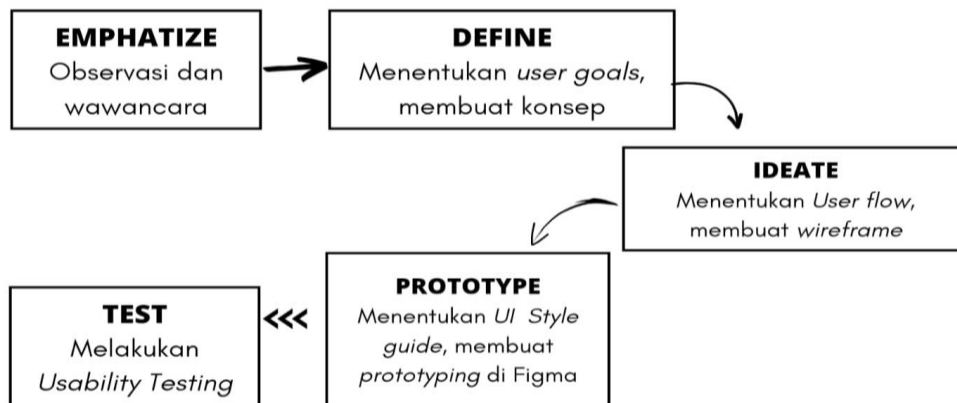 EMPHATIZE
Observasi dan
wawancara
DEFINE
Menentukan user goals,
membuat konsep
IDEATE
Menentukan User flow,
membuat wireframe
PROTOTYPE
Menentukan UI Style
guide, membuat
prototyping di Figma
TEST
Melakukan
Usability Testing